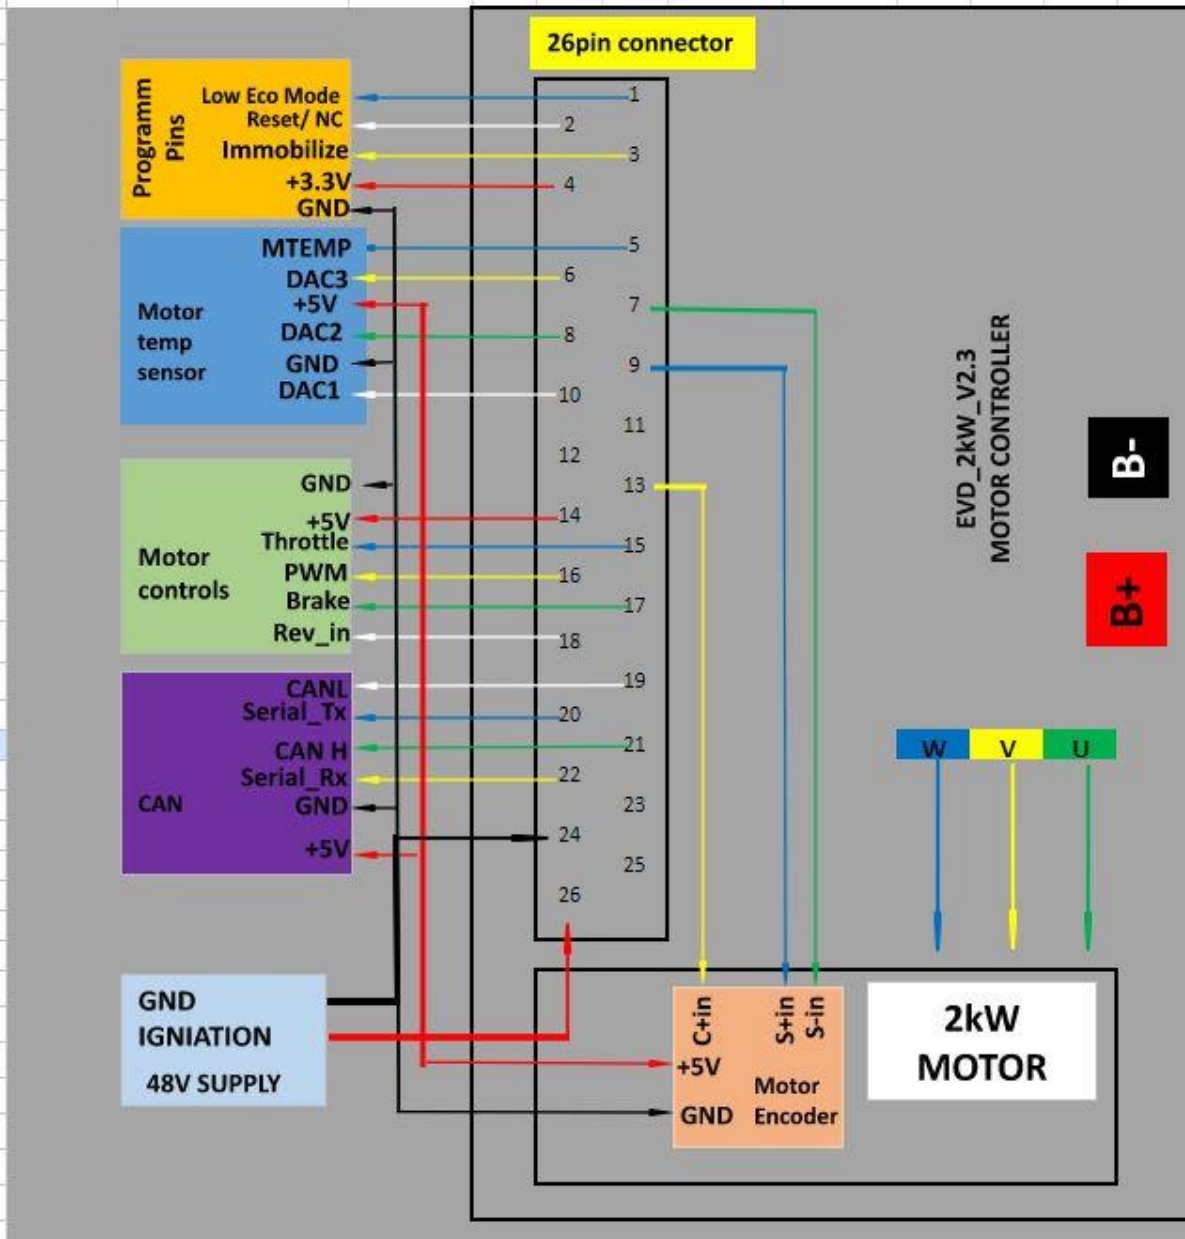 26pin connector
Programm
Pins
Low Eco Mode
Reset/ NC
Immobilize
+3.3V
GND
Motor
temp
sensor
MTEMP
DAC3
+5V
DAC2
GND
DAC1
Motor
controls
GND
+5V
Throttle
PWM
Brake
Rev_in
CAN
CANL
Serial_Tx
CAN H
Serial_Rx
GND
+5V
GND
IGNIATION
48V SUPPLY
1
2
3
4
5
6
7
8
9
10
11
12
13
14
15
16
17
18
19
20
21
22
23
24
25
26
EVD_2kW_V2.3
MOTOR CONTROLLER
B-
B+
W
V
U
C+in
S+in
S-in
+5V
GND
Motor
Encoder
2kW
MOTOR